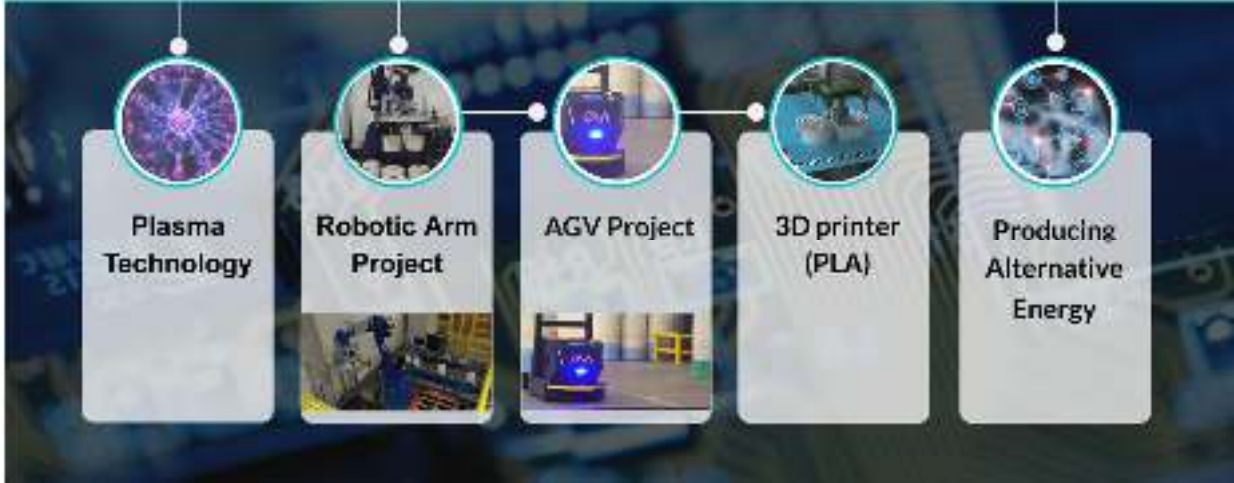 Plasma
Technology
Robotic Arm
Project
AGV Project
3D printer
(PLA)
Producing
Alternative
Energy